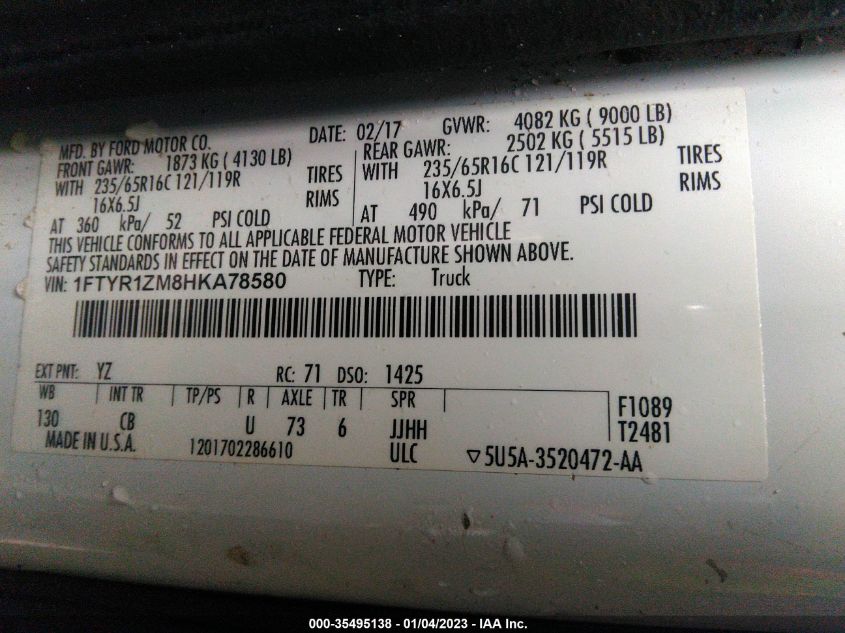 MFD. BY FORD MOTOR CO. DATE: 02/17 GVWR: 4082 KG ( 9000 LB)
FRONT GAWR: 1873 KG ( 4130 LB) REAR GAWR: 2502 KG ( 5515 LB)
WITH 235/65R16C 121/119R TIRES WITH 235/65R16C 121/119R TIRES
16X6.5J RIMS 16X6.5J RIMS
AT 360 kPa/ 52 PSI COLD AT 490 kPa/ 71 PSI COLD
THIS VEHICLE CONFORMS TO ALL APPLICABLE FEDERAL MOTOR VEHICLE
SAFETY STANDARDS IN EFFECT ON THE DATE OF MANUFACTURE SHOWN ABOVE.
VIN: 1FTYR1ZM8HKA78580 TYPE: Truck
EXT PNT: YZ RC: 71 DSO: 1425
WB INT TR TP/PS R AXLE TR SPR F1089
130 CB U 73 6 JJHH T2481
MADE IN U.S.A. 1201702286610 ULC ▽5U5A-3520472-AA
000-35495138 - 01/04/2023 - IAA Inc.